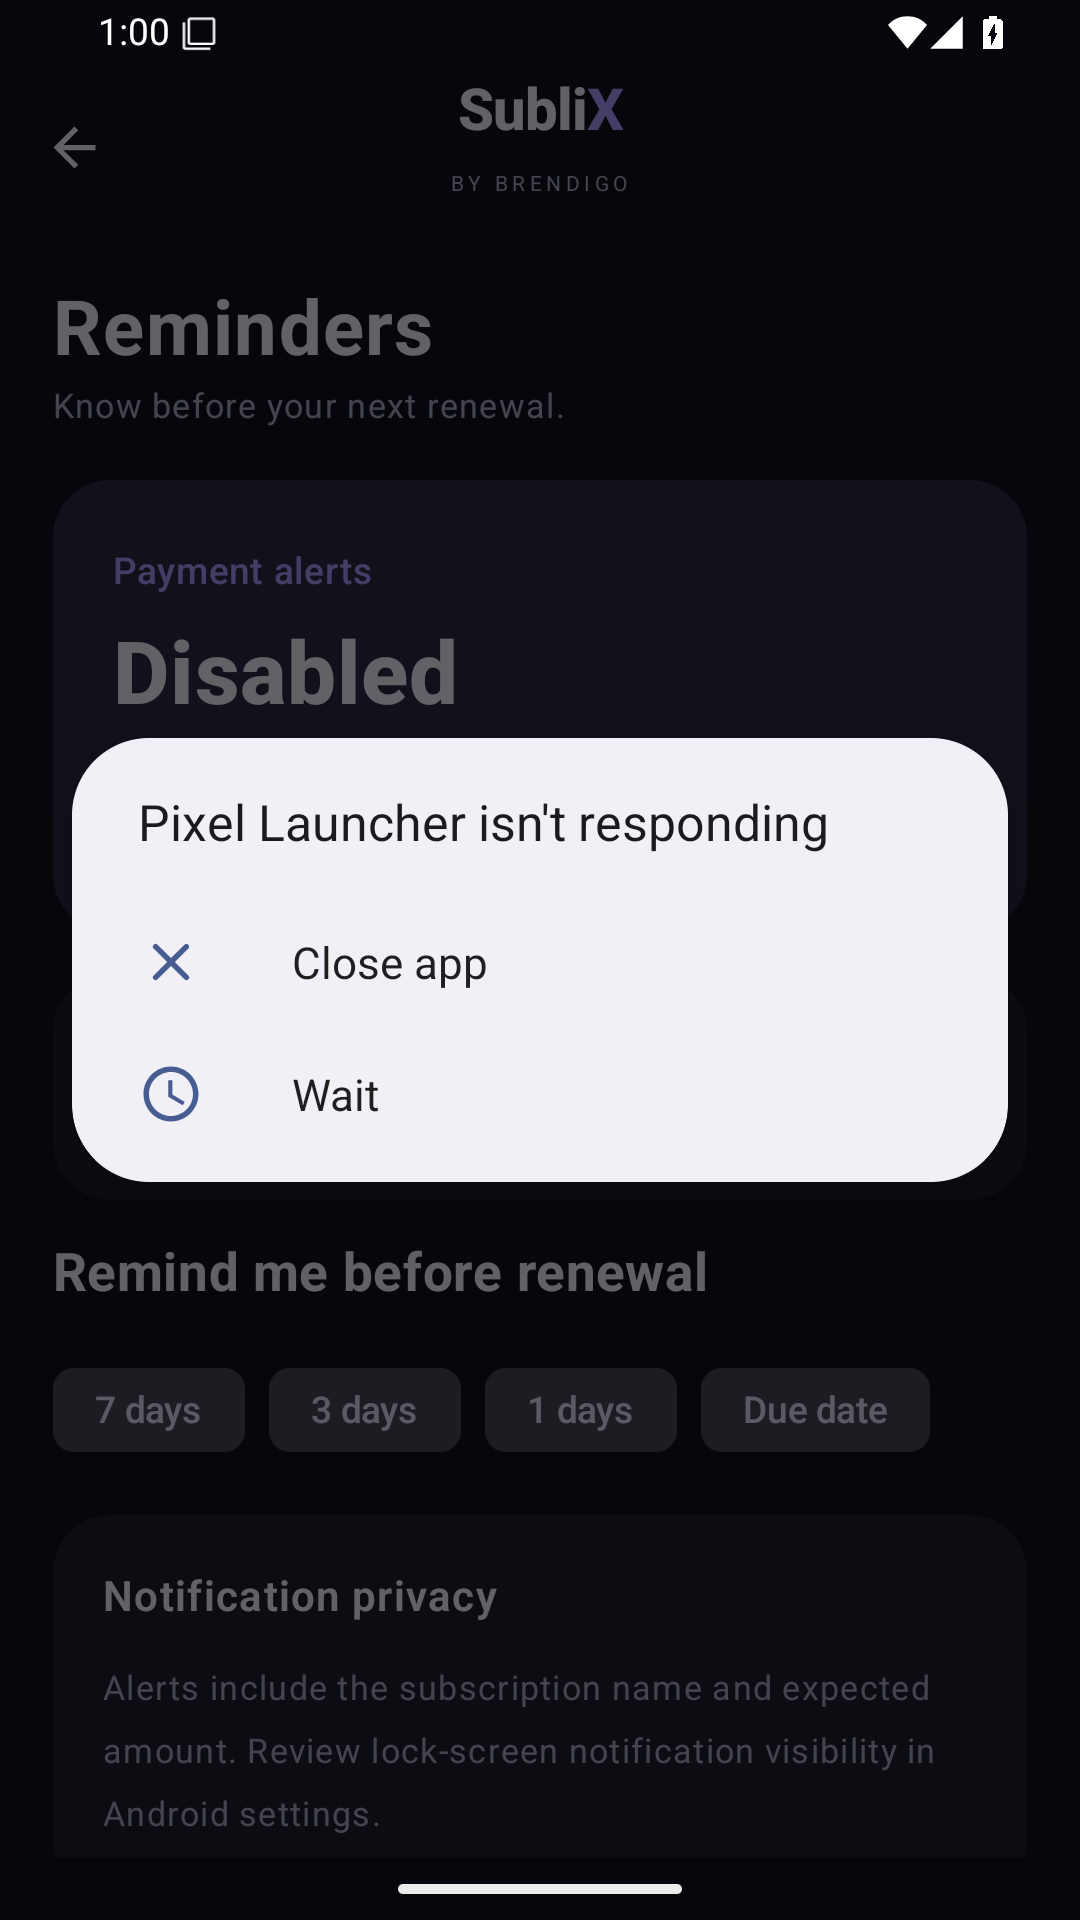 1:00
SubliX
BY BRENDIGO
Reminders
Know before your next renewal.
Payment alerts
Disabled
Pixel Launcher isn't responding
Close app
Wait
Remind me before renewal
7 days
3 days
1 days
Due date
Notification privacy
Alerts include the subscription name and expected
amount. Review lock-screen notification visibility in
Android settings.